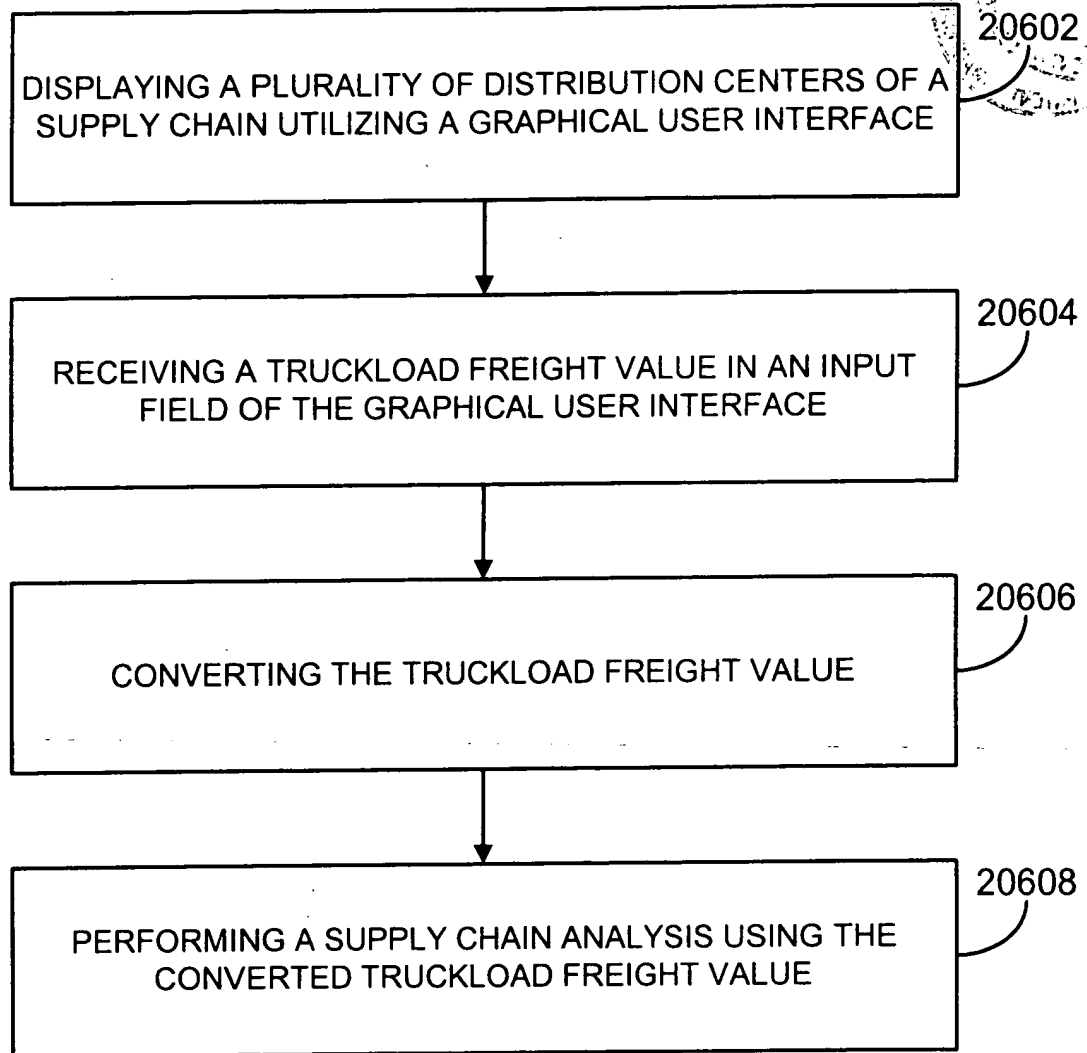 20602
DISPLAYING A PLURALITY OF DISTRIBUTION CENTERS OF A
SUPPLY CHAIN UTILIZING A GRAPHICAL USER INTERFACE
20604
RECEIVING A TRUCKLOAD FREIGHT VALUE IN AN INPUT
FIELD OF THE GRAPHICAL USER INTERFACE
20606
CONVERTING THE TRUCKLOAD FREIGHT VALUE
20608
PERFORMING A SUPPLY CHAIN ANALYSIS USING THE
CONVERTED TRUCKLOAD FREIGHT VALUE